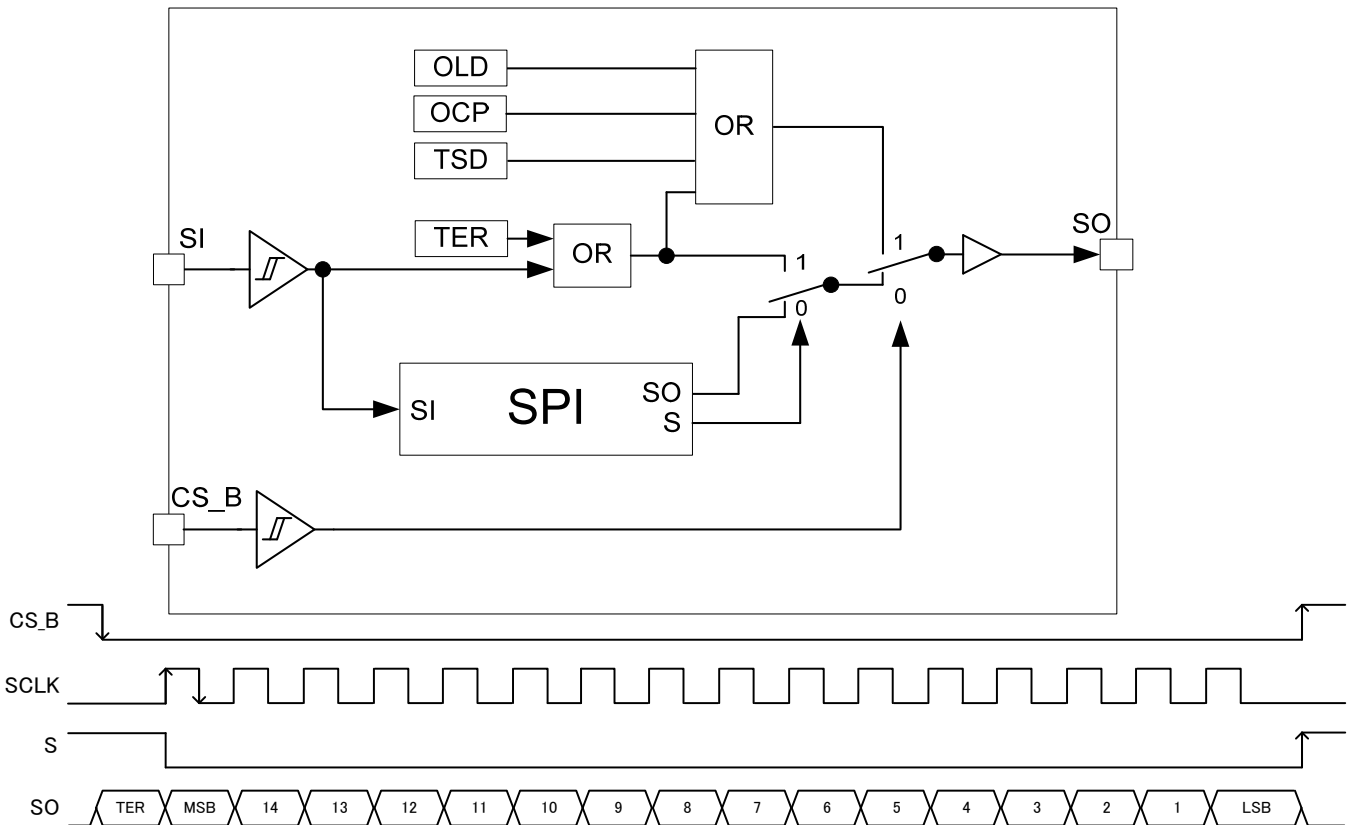 OLD
OCP
OR
TSD
SI
TER
OR
SO
1
1
0
0
SI
SPI
SO
S
CS_B
CS_B
SCLK
S
SO TER MSB 14 13 12 11 10 9 8 7 6 5 4 3 2 1 LSB